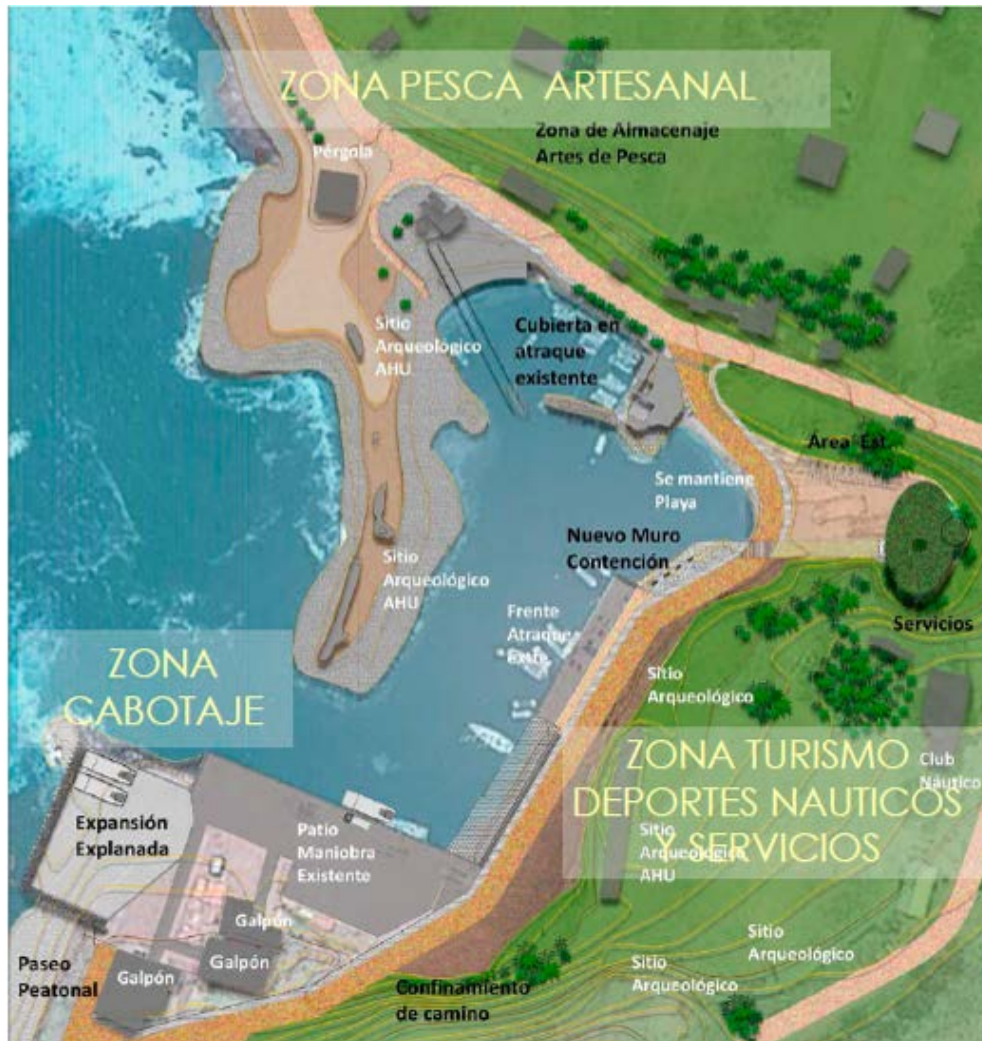 ZONA PESCA ARTESANAL
Zona de Almacenaje
Artes de Pesca
Pérgola
Sitio
Arqueologico
AHU
Cubierta en
atraque
existente
Área Est
Se mantiene
Playa
Nuevo Muro
Contención
Sitio
Arqueológico
AHU
Frente
Atraque
Exite
Servicios
ZONA
CABOTAJE
Sitio
Arqueológico
ZONA TURISMO
DEPORTES NAUTICOS
Y SERVICIOS
Club
Náutico
Expansión
Explanada
Patio
Maniobra
Existente
Sitio
Arqueológico
AHU
Galpón
Galpón
Galpón
Paseo
Peatonal
Sitio
Arqueológico
Sitio
Arqueológico
Confinamiento
de camino